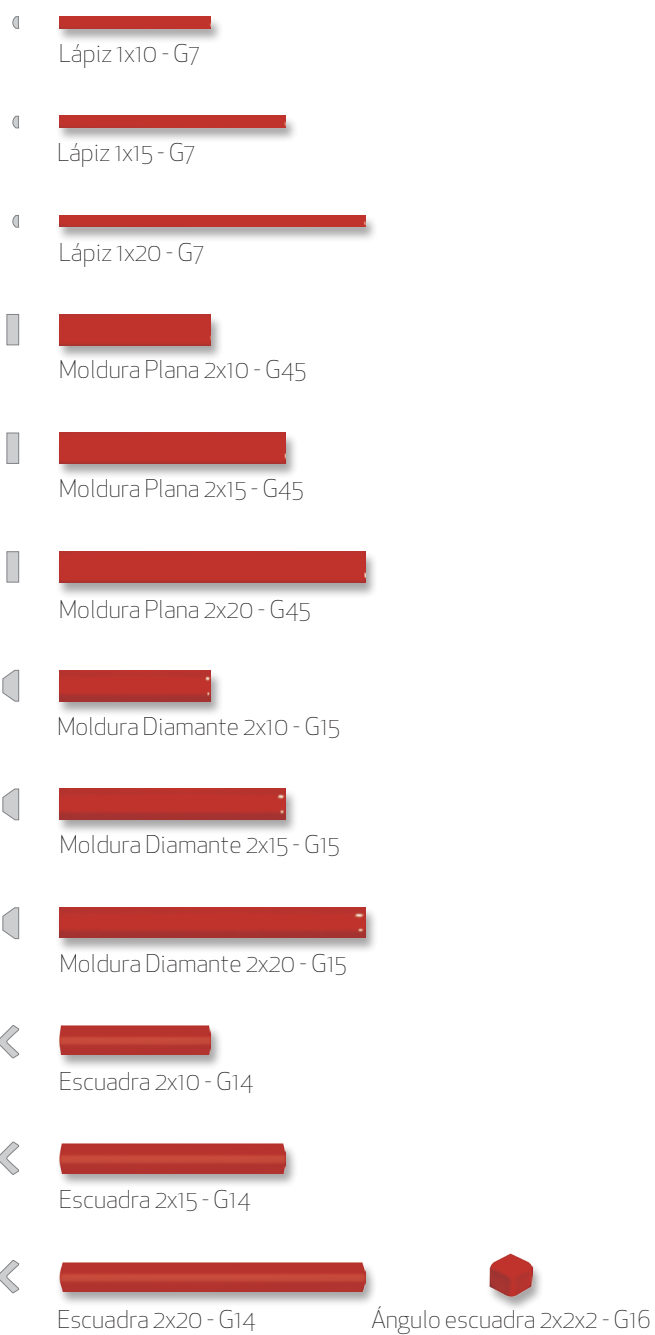 Lápiz 1x10 - G7
Lápiz 1x15 - G7
Lápiz 1x20 - G7
Moldura Plana 2x10 - G45
Moldura Plana 2x15 - G45
Moldura Plana 2x20 - G45
Moldura Diamante 2x10 - G15
Moldura Diamante 2x15 - G15
Moldura Diamante 2x20 - G15
Escuadra 2x10 - G14
Escuadra 2x15 - G14
Escuadra 2x20 - G14
Ángulo escuadra 2x2x2 - G16